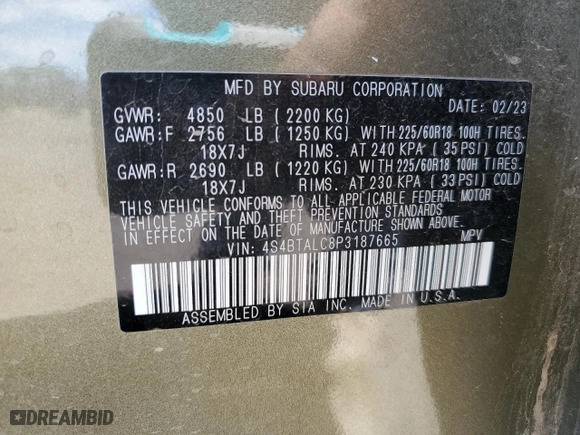 MFD BY SUBARU CORPORATION
DATE: 02/23
GVWR: 4850 LB (2200 KG)
GAWR:F 2756 LB (1250 KG) WITH 225/60R18 100H TIRES.
18X7J RIMS. AT 240 KPA (35 PSI) COLD
GAWR:R 2690 LB (1220 KG) WITH 225/60R18 100H TIRES.
18X7J RIMS. AT 230 KPA (33 PSI) COLD
THIS VEHICLE CONFORMS TO ALL APPLICABLE FEDERAL MOTOR
VEHICLE SAFETY AND THEFT PREVENTION STANDARDS
IN EFFECT ON THE DATE OF MANUFACTURE SHOWN ABOVE.
VIN: 4S4BTALC8P3187665 MPV
ASSEMBLED BY SIA INC. MADE IN U.S.A.
DREAMBID